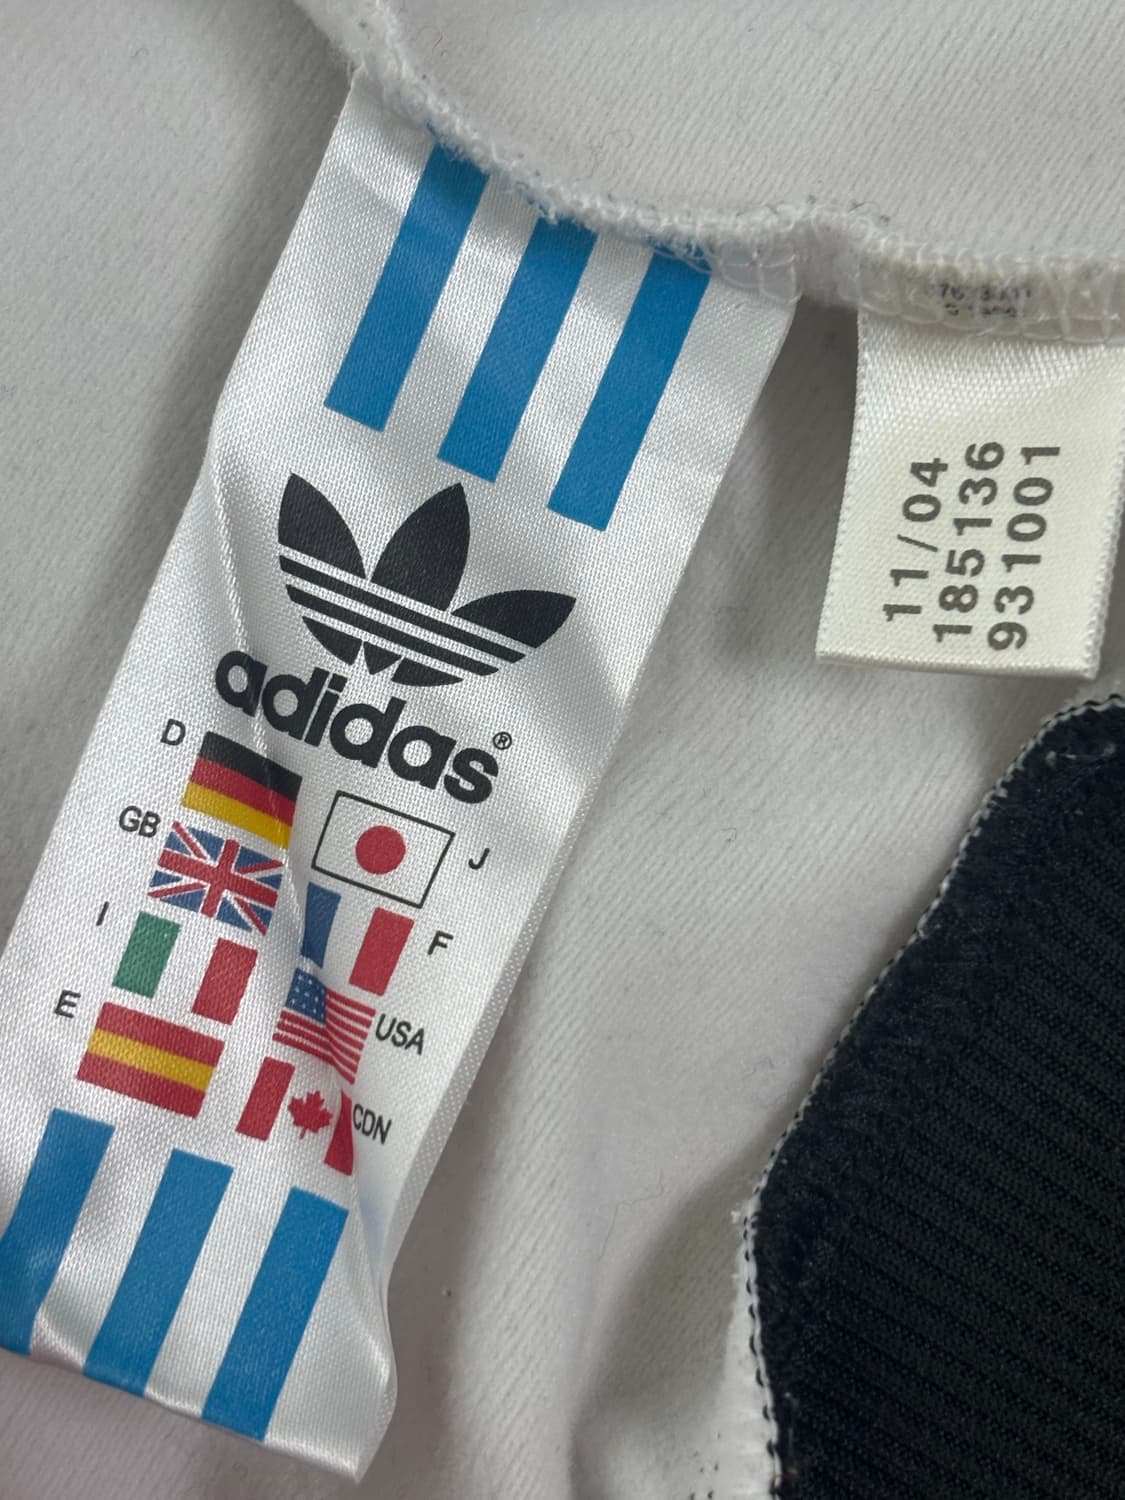 adidas®
D
J
GB
F
I
USA
E
CDN
11/04
185136
931001